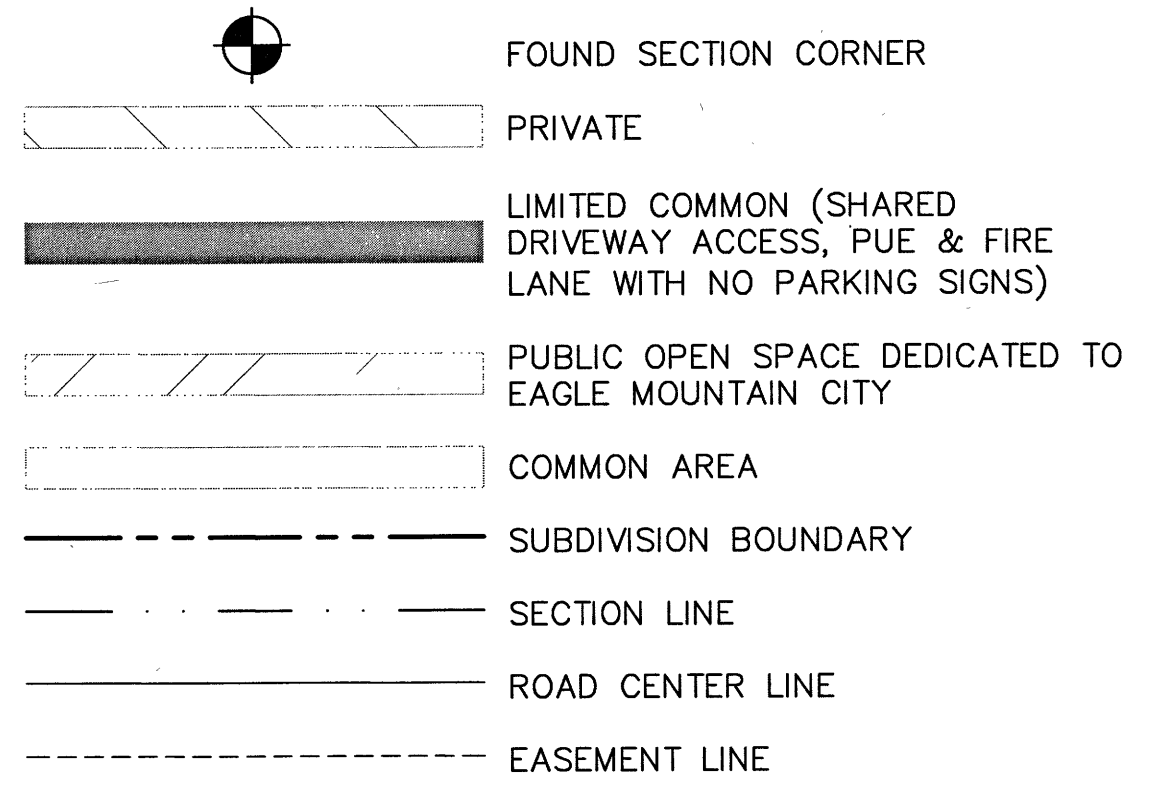 FOUND SECTION CORNER
PRIVATE
LIMITED COMMON (SHARED
DRIVEWAY ACCESS, PUE & FIRE
LANE WITH NO PARKING SIGNS)
PUBLIC OPEN SPACE DEDICATED TO
EAGLE MOUNTAIN CITY
COMMON AREA
SUBDIVISION BOUNDARY
SECTION LINE
ROAD CENTER LINE
EASEMENT LINE